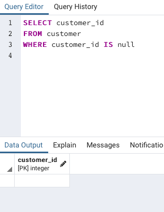 Query Editor Query History
1 SELECT customer_id
2 FROM customer
3 WHERE customer_id IS null
4
Data Output Explain Messages Notificatio
customer_id
[PK] integer